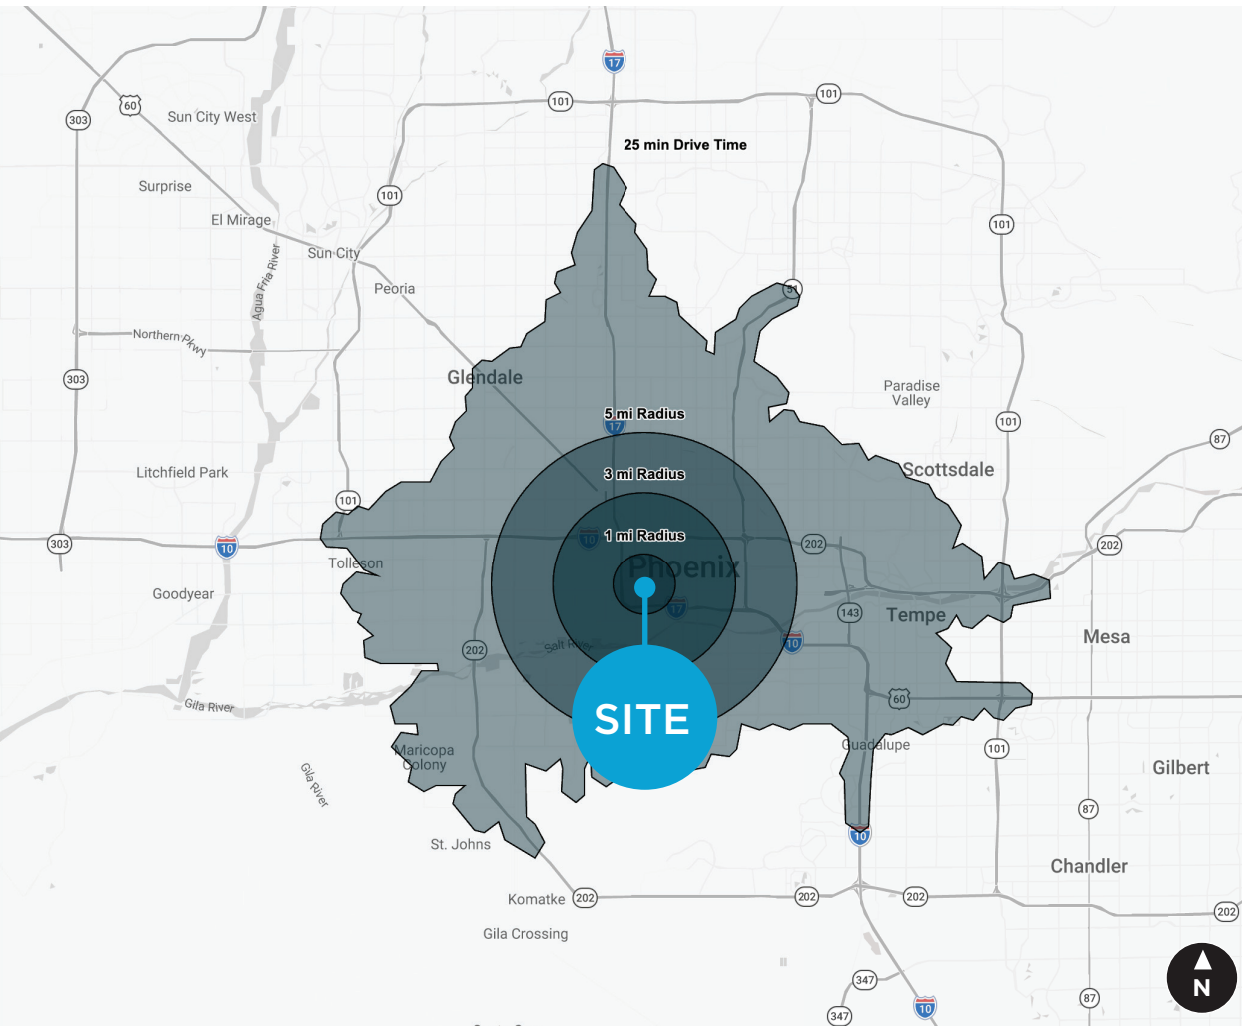 17
101
101
60
303
Sun City West
25 min Drive Time
Surprise
101
El Mirage
101
Sun City
Agua Fria River
Peoria
51
Northern Pkwy
303
Glendale
Paradise
Valley
5 mi Radius
17
101
87
Litchfield Park
3 mi Radius
Scottsdale
101
1 mi Radius
10
303
10
202
202
Tolleson
Phoenix
Goodyear
17
143
Tempe
Mesa
202
Salt River
10
Gila River
60
SITE
Maricopa
Colony
Guadalupe
101
Gilbert
Gila River
87
St. Johns
10
Chandler
Komatke
202
202
202
202
Gila Crossing
347
N
87
10
347